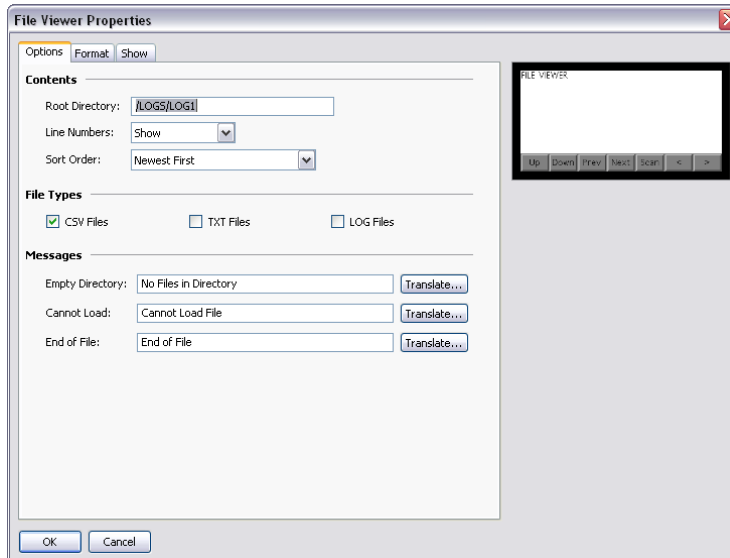 File Viewer Properties
Options Format Show
Contents
Root Directory: /LOGS/LOG1
Line Numbers: Show
Sort Order: Newest First
File Types
CSV Files TXT Files LOG Files
Messages
Empty Directory: No Files in Directory Translate...
Cannot Load: Cannot Load File Translate...
End of File: End of File Translate...
OK Cancel
FILE VIEWER
Up Down Prev Next Scan < >